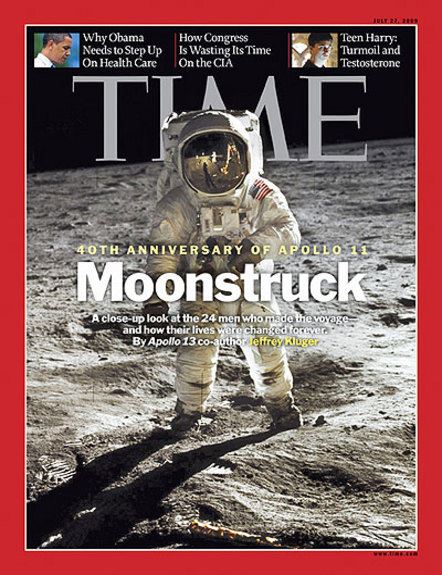 JULY 27, 2009
Why Obama
Needs to Step Up
On Health Care
How Congress
Is Wasting Its Time
On the CIA
Teen Harry:
Turmoil and
Testosterone
TIME
40TH ANNIVERSARY OF APOLLO 11
Moonstruck
A close-up look at the 24 men who made the voyage—
and how their lives were changed forever.
By Apollo 13 co-author Jeffrey Kluger
www.time.com